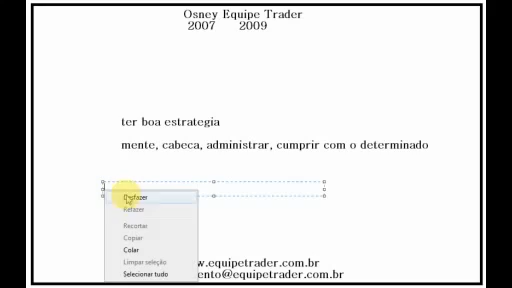 Osney Equipe Trader
2007 2009
ter boa estrategia
mente, cabeca, administrar, cumprir com o determinado
Refazer
Recortar
Copiar
Colar
Limpar seleção
Selecionar tudo
.equipetrader.com.br
ento@equipetrader.com.br